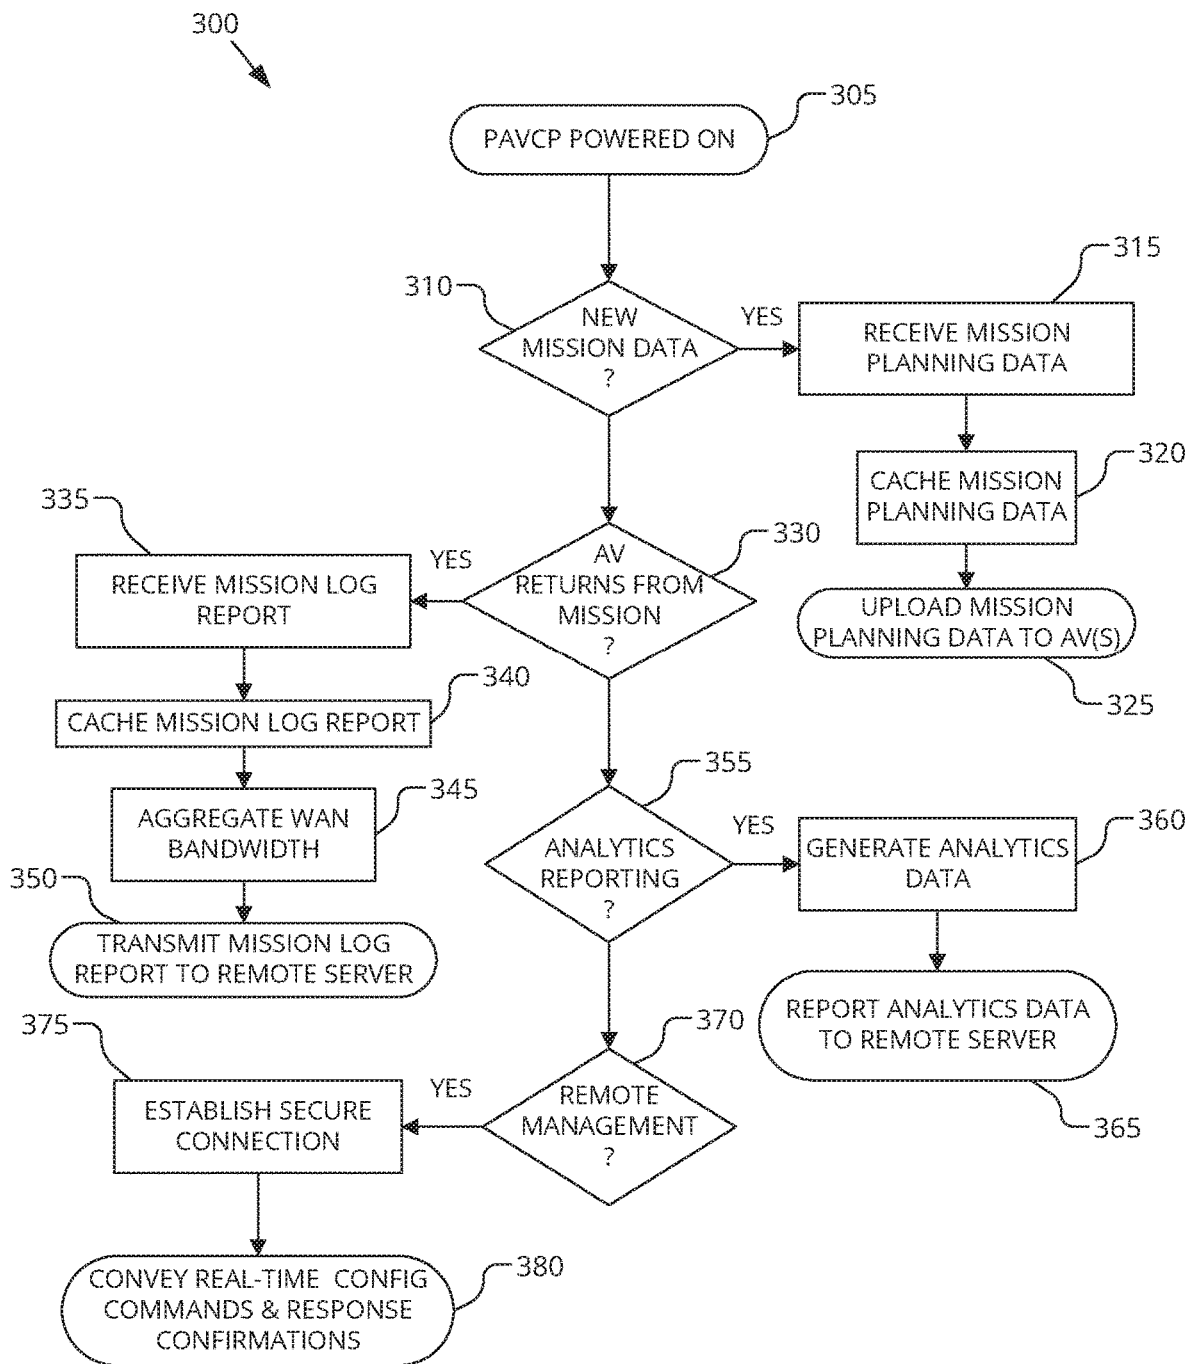 300
305
PAVCP POWERED ON
310
NEW
MISSION DATA
?
YES
315
RECEIVE MISSION
PLANNING DATA
320
CACHE MISSION
PLANNING DATA
UPLOAD MISSION
PLANNING DATA TO AV(S)
325
330
AV
RETURNS FROM
MISSION
?
YES
335
RECEIVE MISSION LOG
REPORT
340
CACHE MISSION LOG REPORT
345
AGGREGATE WAN
BANDWIDTH
350
TRANSMIT MISSION LOG
REPORT TO REMOTE SERVER
355
ANALYTICS
REPORTING
?
YES
360
GENERATE ANALYTICS
DATA
REPORT ANALYTICS DATA
TO REMOTE SERVER
365
370
REMOTE
MANAGEMENT
?
YES
375
ESTABLISH SECURE
CONNECTION
380
CONVEY REAL-TIME CONFIG
COMMANDS & RESPONSE
CONFIRMATIONS